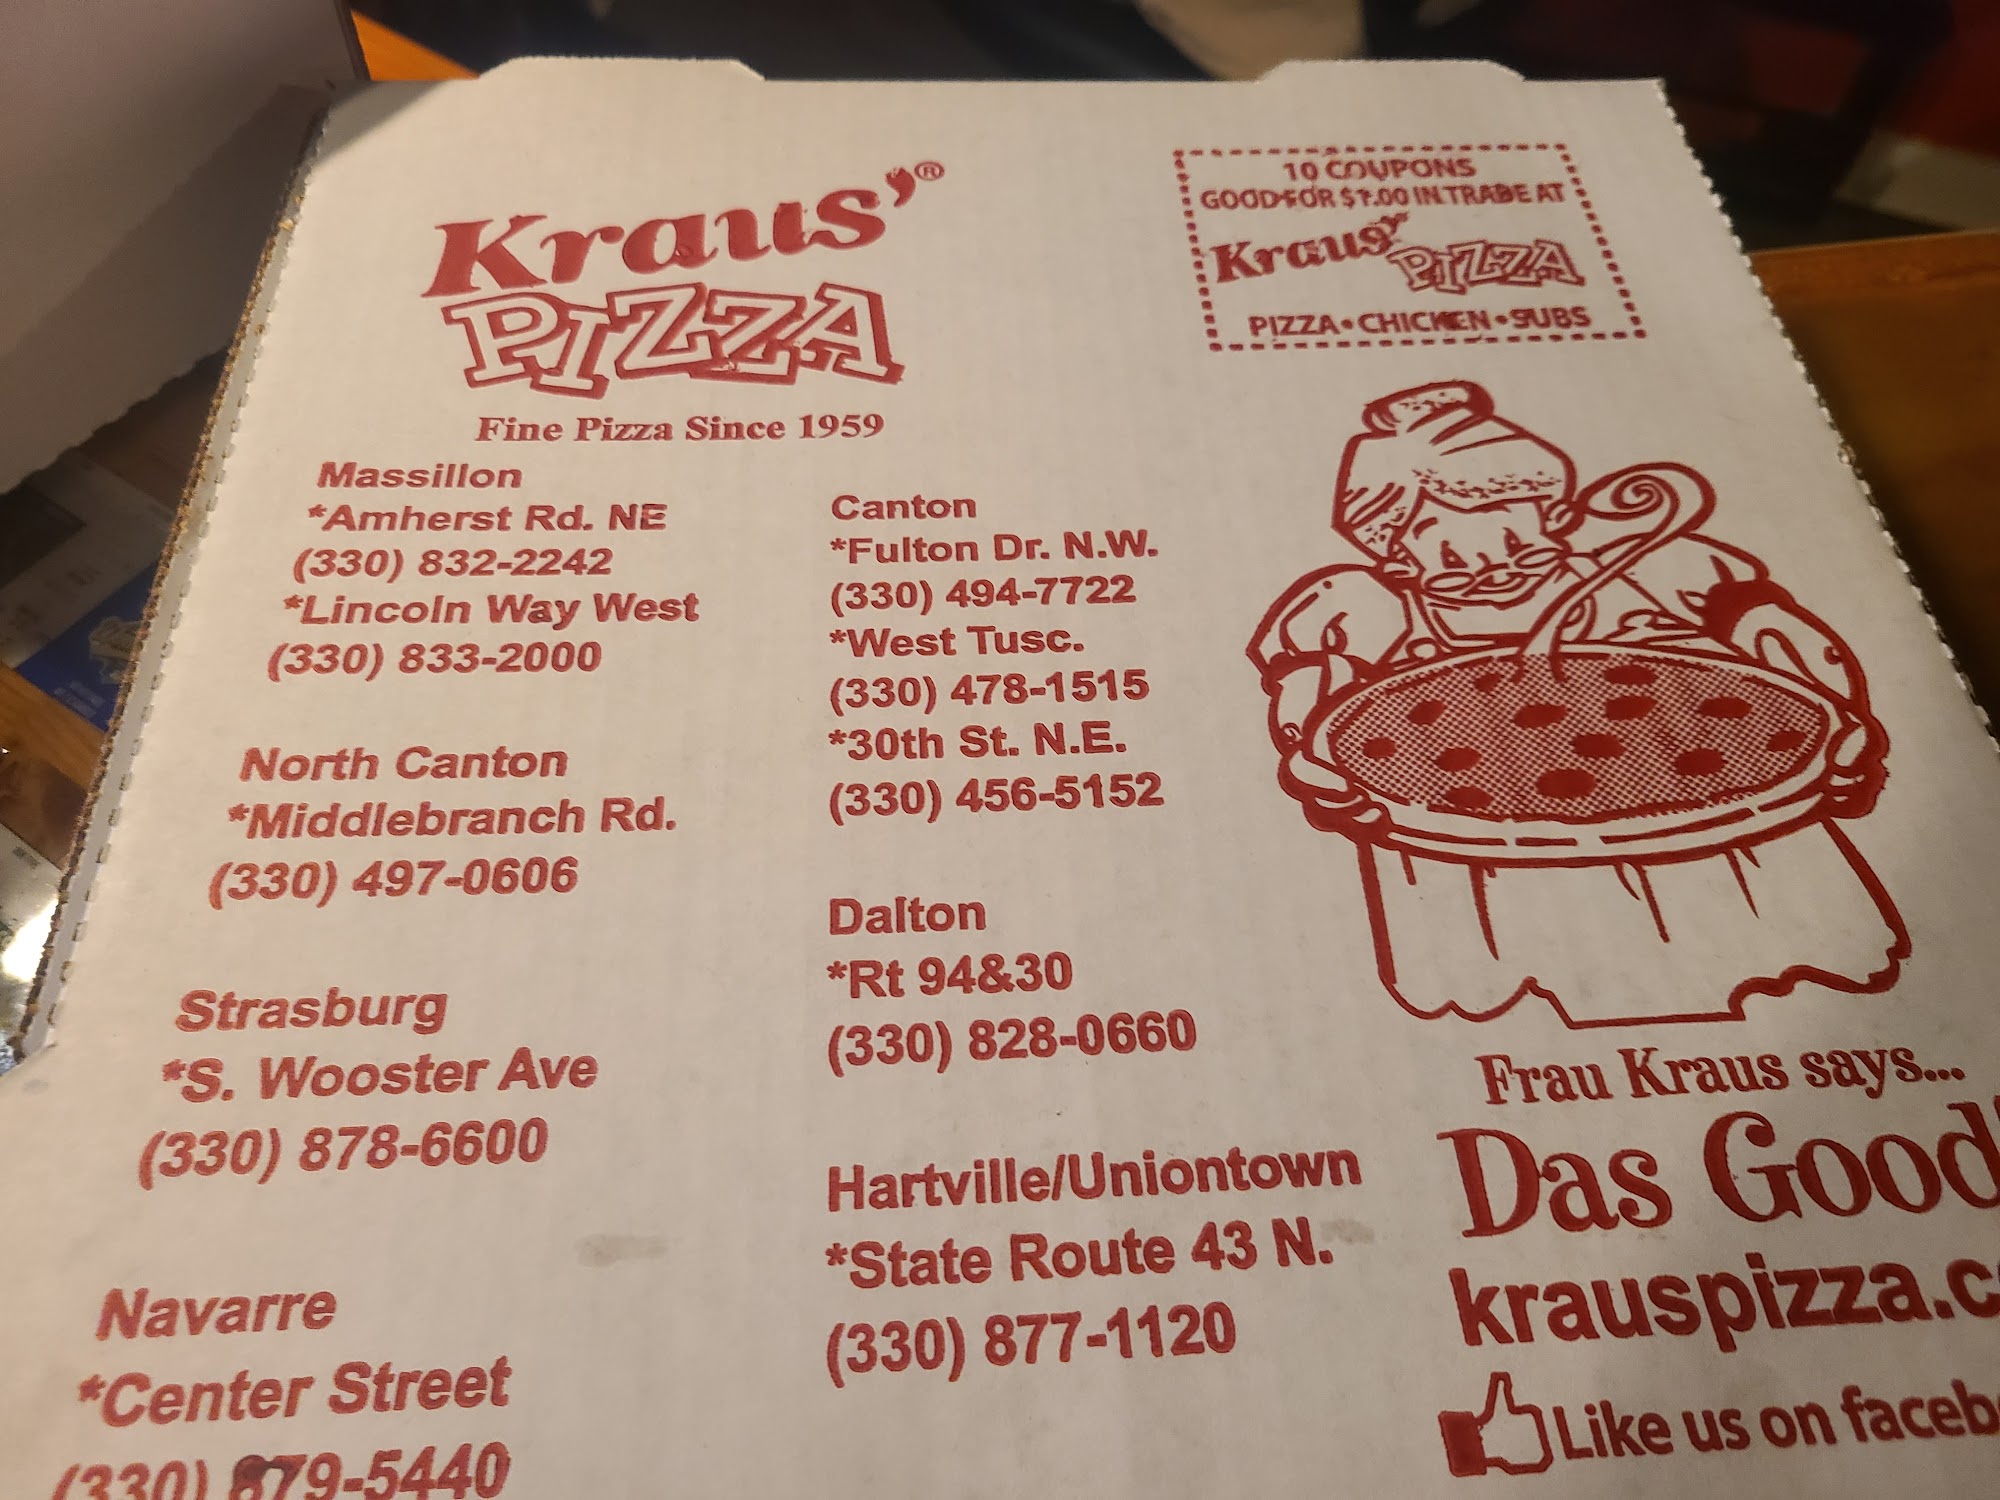 Kraus'®
PIZZA
Fine Pizza Since 1959
Massillon
*Amherst Rd. NE
(330) 832-2242
*Lincoln Way West
(330) 833-2000
North Canton
*Middlebranch Rd.
(330) 497-0606
Strasburg
*S. Wooster Ave
(330) 878-6600
Navarre
*Center Street
(330) 879-5440
Canton
*Fulton Dr. N.W.
(330) 494-7722
*West Tusc.
(330) 478-1515
*30th St. N.E.
(330) 456-5152
Dalton
*Rt 94&30
(330) 828-0660
Hartville/Uniontown
*State Route 43 N.
(330) 877-1120
10 COUPONS
GOOD FOR IN TRADE AT
Kraus' PIZZA
PIZZA•CHICKEN•SUBS
Frau Kraus says...
Das Good
krauspizza.c
Like us on faceb